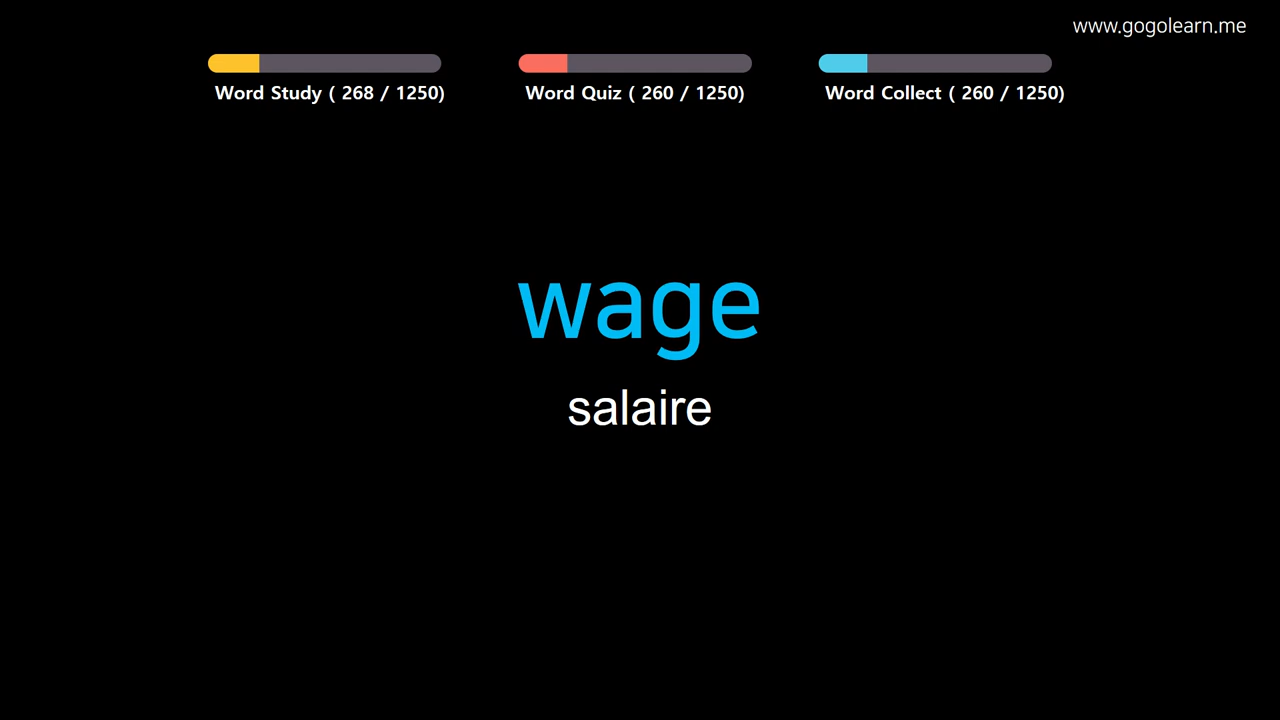 www.gogolearn.me
Word Study ( 268 / 1250)
Word Quiz ( 260 / 1250)
Word Collect ( 260 / 1250)
wage
salaire